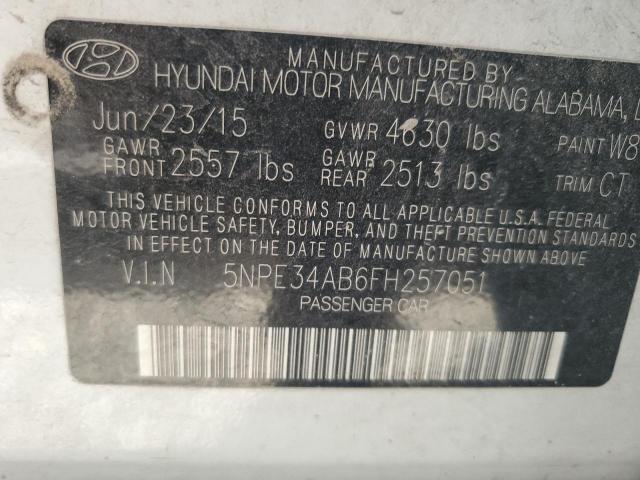 MANUFACTURED BY
HYUNDAI MOTOR MANUFACTURING ALABAMA,
Jun/23/15 GVWR 4630 lbs PAINT W8
GAWR FRONT 2557 lbs GAWR REAR 2513 lbs TRIM CT
THIS VEHICLE CONFORMS TO ALL APPLICABLE U.S.A. FEDERAL
MOTOR VEHICLE SAFETY, BUMPER, AND THEFT PREVENTION STANDARDS
IN EFFECT ON THE DATE OF MANUFACTURE SHOWN ABOVE.
V.I.N 5NPE34AB6FH257051
PASSENGER CAR